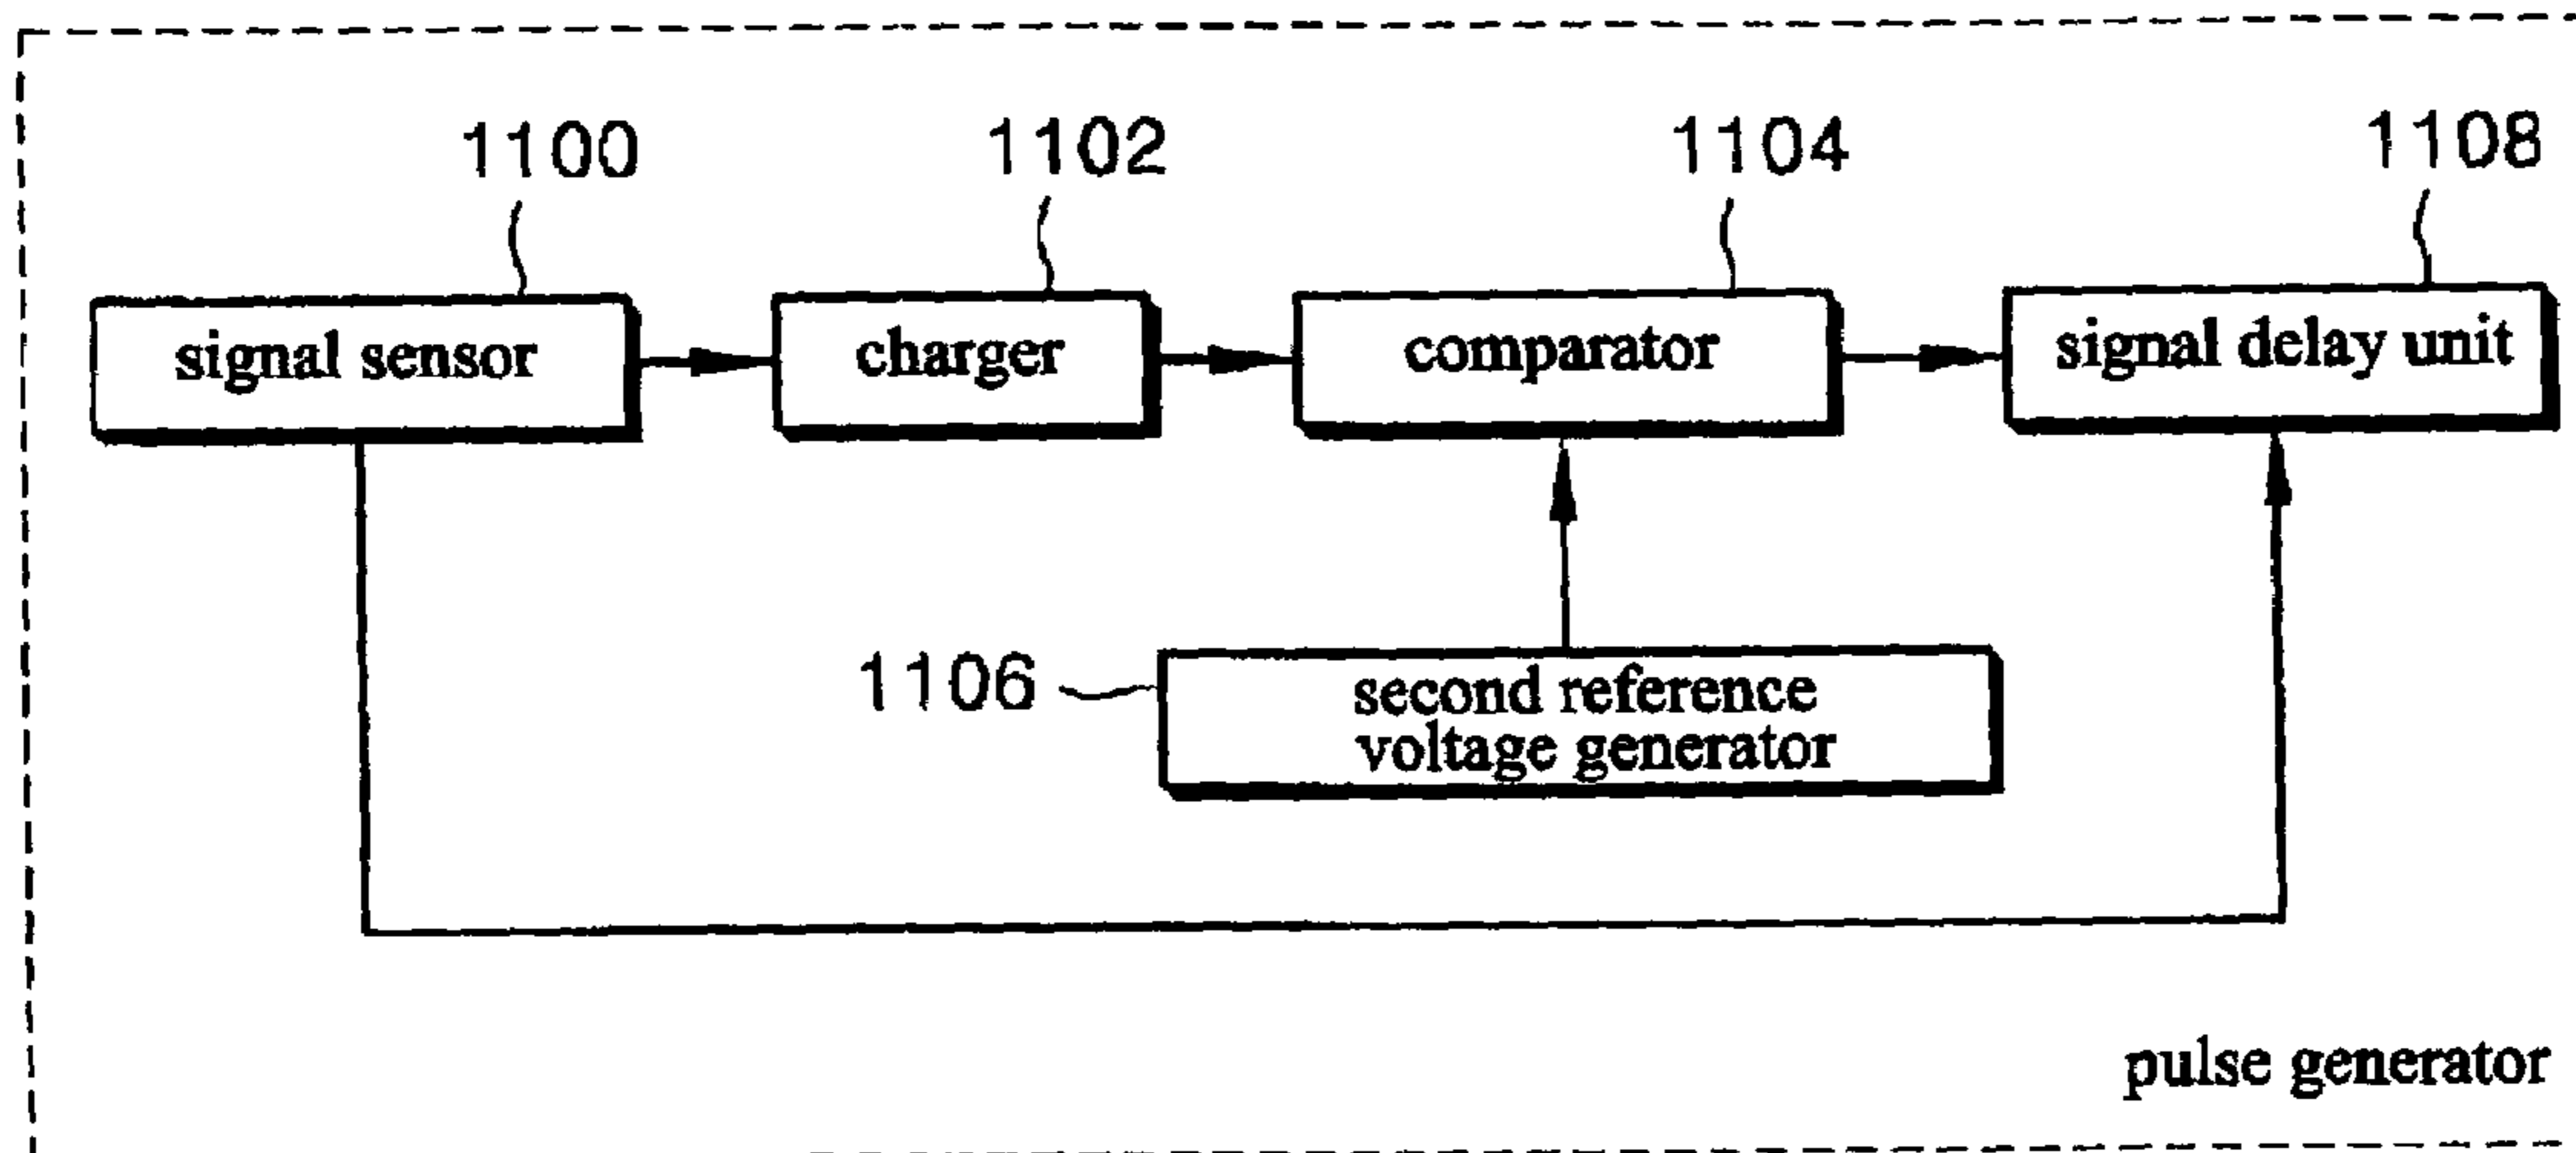 1100
1102
1104
1108
signal sensor
charger
comparator
signal delay unit
1106
second reference
voltage generator
pulse generator